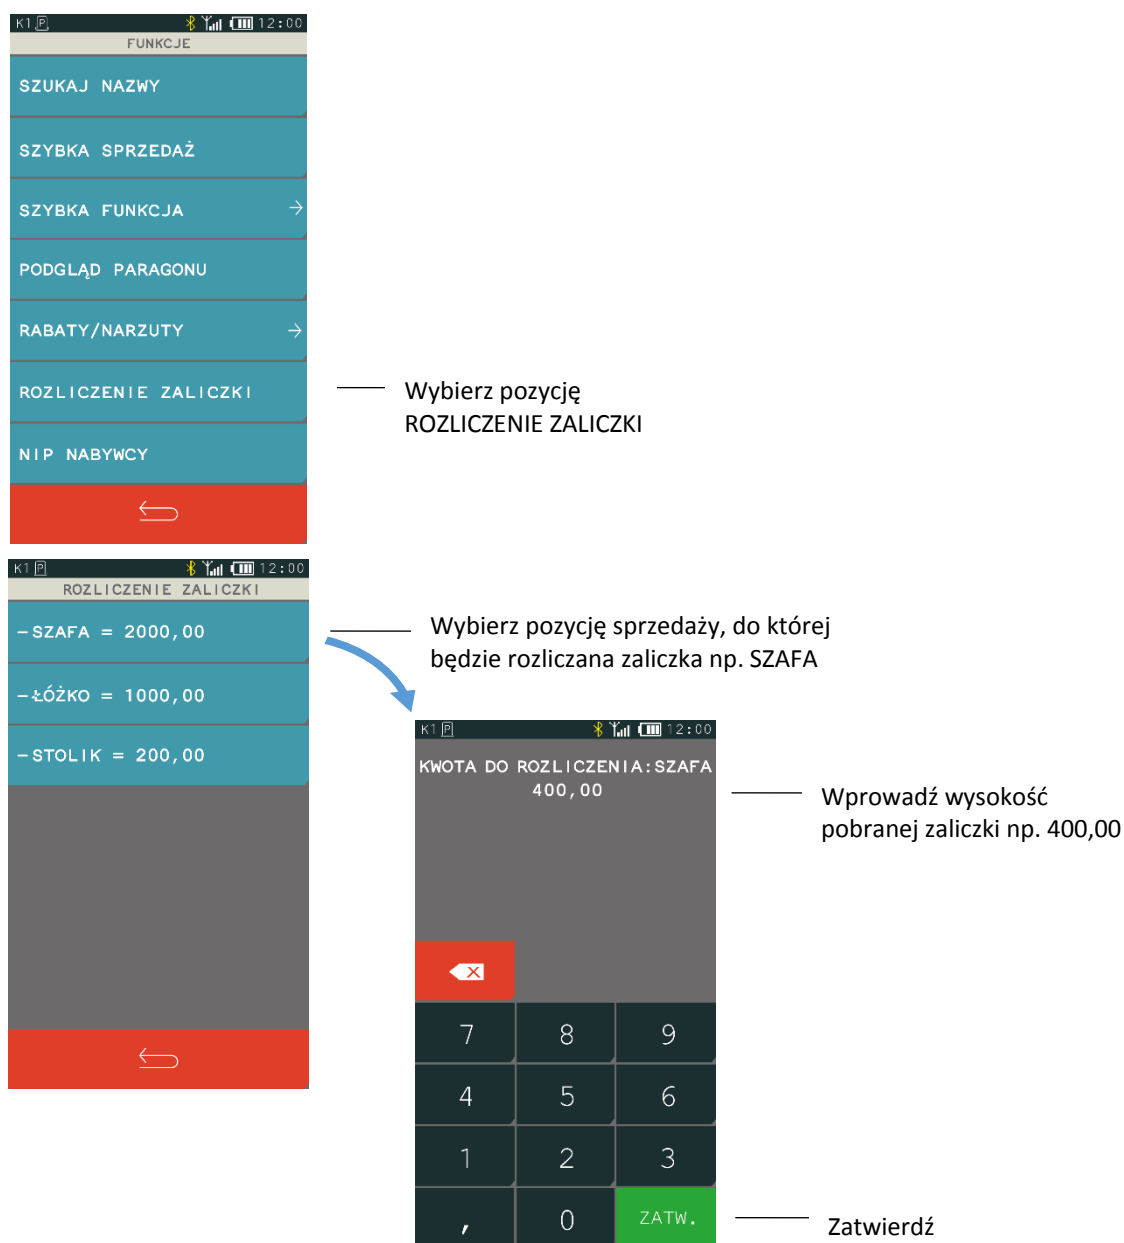 K1 P 12:00
FUNKCJE
SZUKAJ NAZWY
SZYBKA SPRZEDAŻ
SZYBKA FUNKCJA →
PODGLĄD PARAGONU
RABATY/NARZUTY →
ROZLICZENIE ZALICZKI
NIP NABYWCY
Wybierz pozycję
ROZLICZENIE ZALICZKI
K1 P 12:00
ROZLICZENIE ZALICZKI
-SZAFA = 2000,00
-ŁÓŻKO = 1000,00
-STOLIK = 200,00
Wybierz pozycję sprzedaży, do której
będzie rozliczana zaliczka np. SZAFA
K1 P 12:00
KWOTA DO ROZLICZENIA:SZAFA
400,00
Wprowadź wysokość
pobranej zaliczki np. 400,00
7 8 9
4 5 6
1 2 3
, 0 ZATW.
Zatwierdź